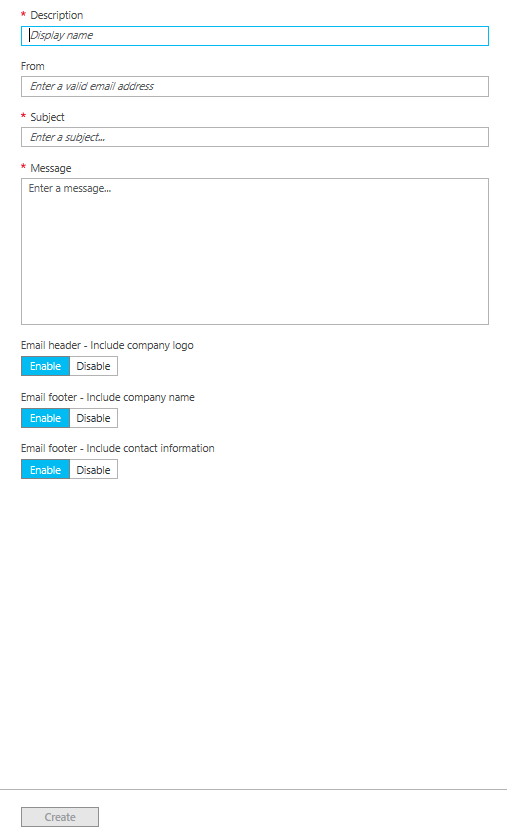 * Description
Display name
From
Enter a valid email address
* Subject
Enter a subject...
* Message
Enter a message...
Email header - Include company logo
Enable Disable
Email footer - Include company name
Enable Disable
Email footer - Include contact information
Enable Disable
Create